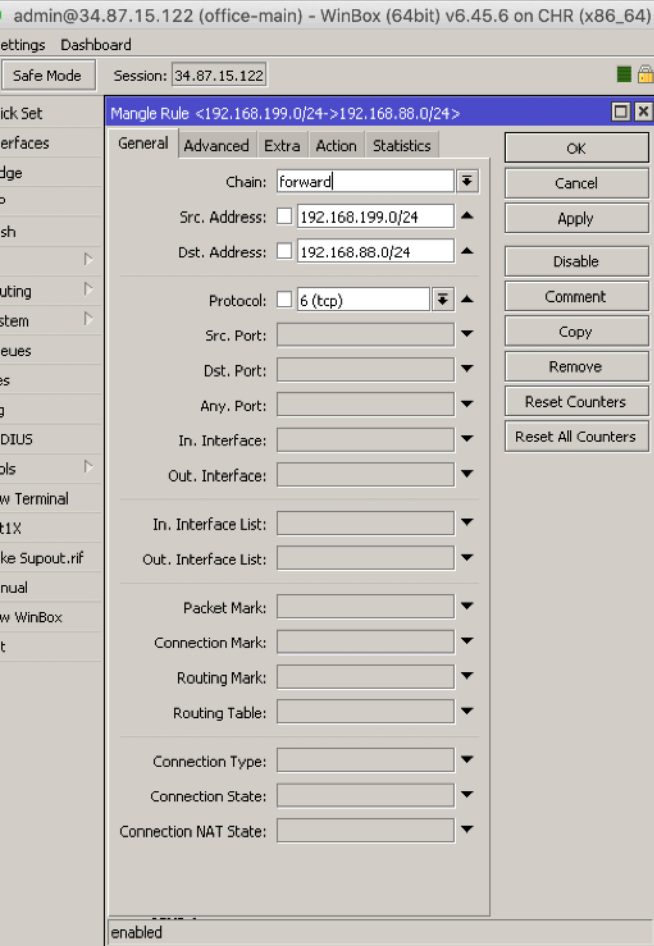 admin@34.87.15.122 (office-main) - WinBox (64bit) v6.45.6 on CHR (x86_64)
ettings Dashboard
Safe Mode Session: 34.87.15.122
ick Set
erfaces
dge
P
sh
uting
stem
eues
es
g
DIUS
ols
w Terminal
t1X
ke Supout.rif
nual
w WinBox
t
Mangle Rule <192.168.199.0/24->192.168.88.0/24>
General Advanced Extra Action Statistics
Chain: forward
Src. Address: 192.168.199.0/24
Dst. Address: 192.168.88.0/24
Protocol: 6 (tcp)
Src. Port:
Dst. Port:
Any. Port:
In. Interface:
Out. Interface:
In. Interface List:
Out. Interface List:
Packet Mark:
Connection Mark:
Routing Mark:
Routing Table:
Connection Type:
Connection State:
Connection NAT State:
OK
Cancel
Apply
Disable
Comment
Copy
Remove
Reset Counters
Reset All Counters
enabled